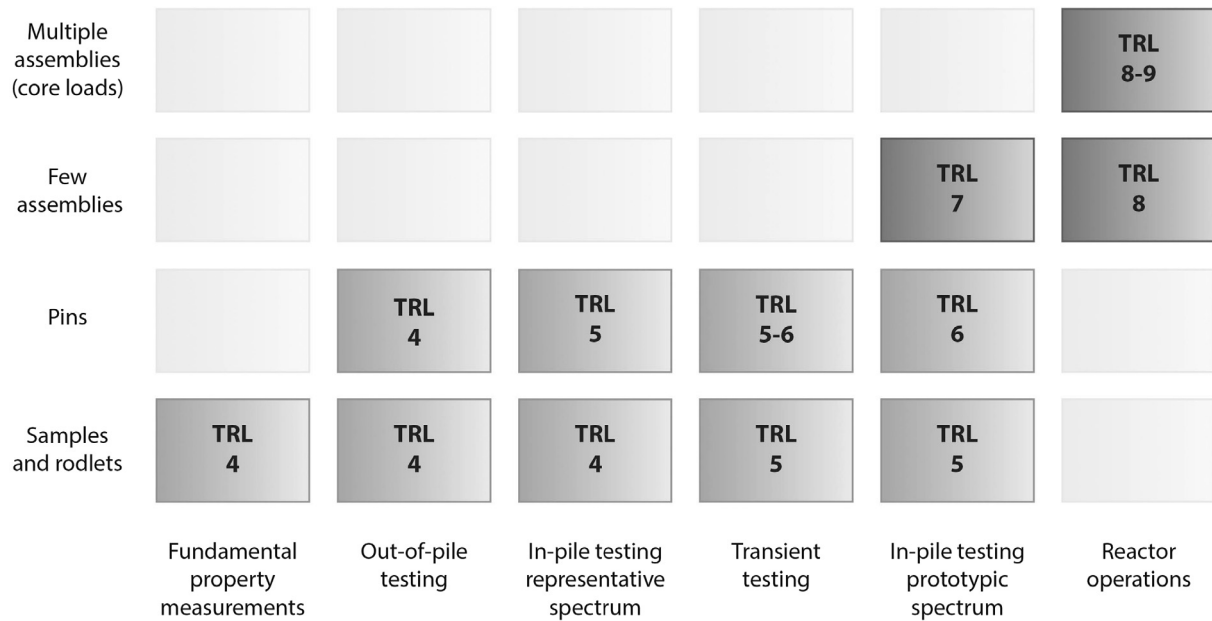 Multiple
assemblies
(core loads)
TRL
8-9
Few
assemblies
TRL
7
TRL
8
Pins
TRL
4
TRL
5
TRL
5-6
TRL
6
Samples
and rodlets
TRL
4
TRL
4
TRL
4
TRL
5
TRL
5
Fundamental
property
measurements
Out-of-pile
testing
In-pile testing
representative
spectrum
Transient
testing
In-pile testing
prototypic
spectrum
Reactor
operations